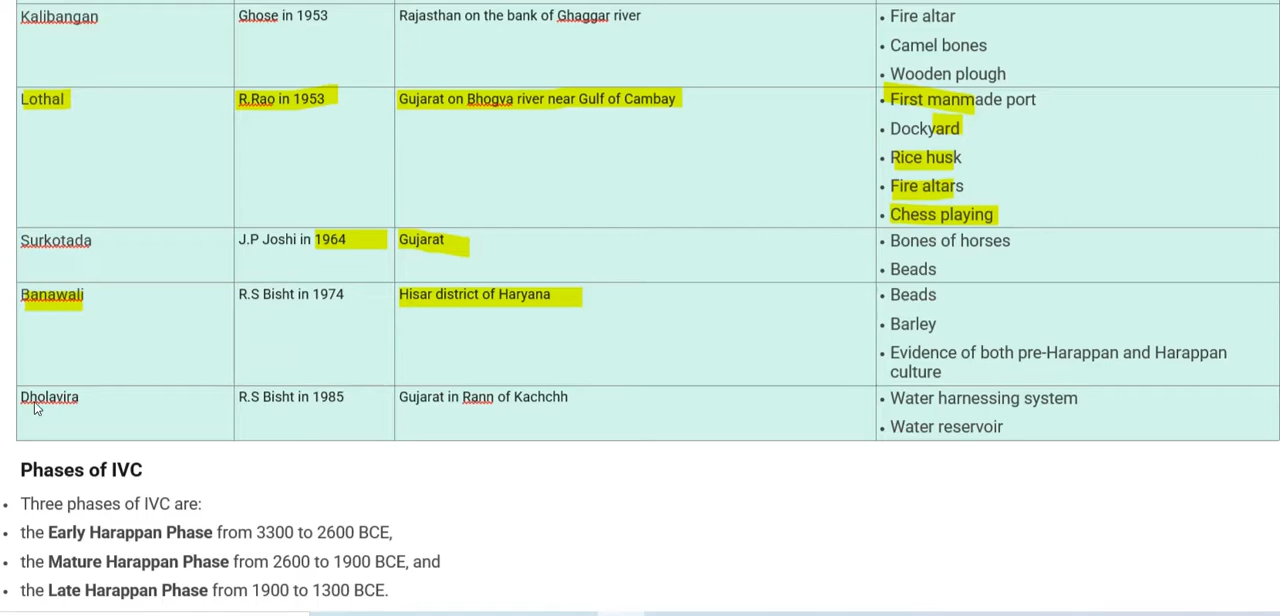 Kalibangan
Ghose in 1953
Rajasthan on the bank of Ghaggar river
• Fire altar
• Camel bones
• Wooden plough
Lothal
R.Rao in 1953
Gujarat on Bhogva river near Gulf of Cambay
• First manmade port
• Dockyard
• Rice husk
• Fire altars
• Chess playing
Surkotada
J.P Joshi in 1964
Gujarat
• Bones of horses
• Beads
Banawali
R.S Bisht in 1974
Hisar district of Haryana
• Beads
• Barley
• Evidence of both pre-Harappan and Harappan
culture
Dholavira
R.S Bisht in 1985
Gujarat in Rann of Kachchh
• Water harnessing system
• Water reservoir
Phases of IVC
• Three phases of IVC are:
• the Early Harappan Phase from 3300 to 2600 BCE,
• the Mature Harappan Phase from 2600 to 1900 BCE, and
• the Late Harappan Phase from 1900 to 1300 BCE.